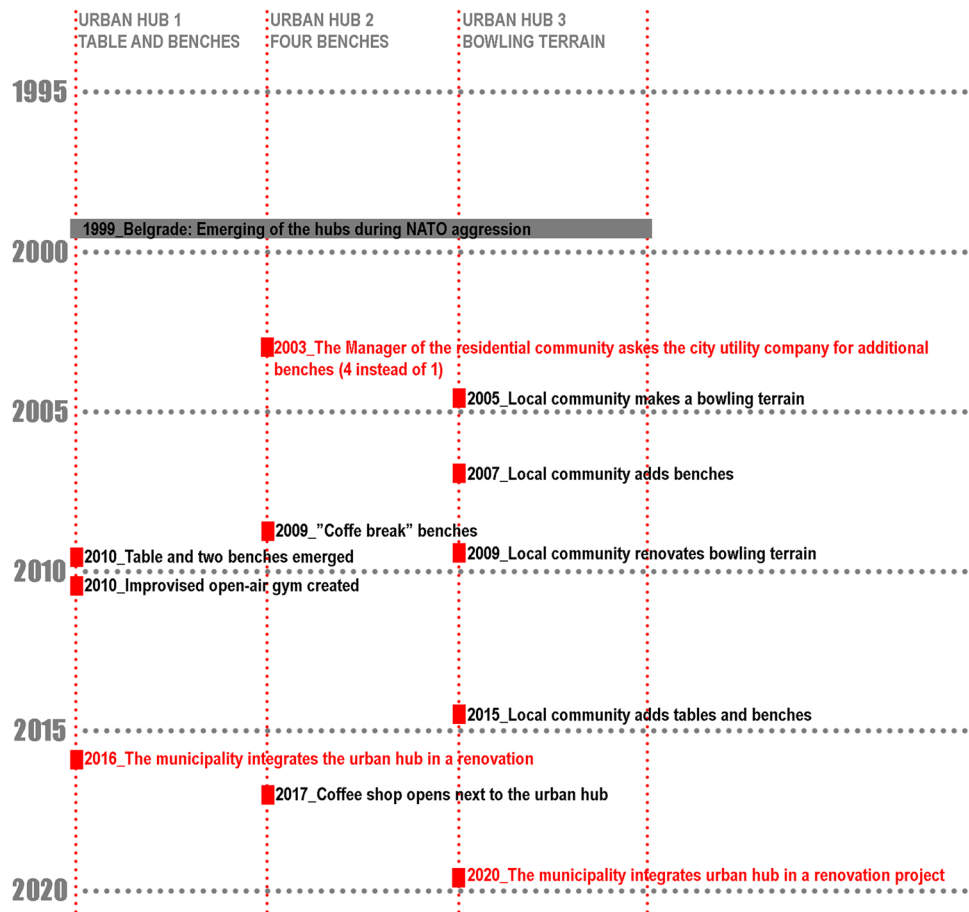 URBAN HUB 1
TABLE AND BENCHES
URBAN HUB 2
FOUR BENCHES
URBAN HUB 3
BOWLING TERRAIN
1995
1999_Belgrade: Emerging of the hubs during NATO aggression
2000
2003_The Manager of the residential community askes the city utility company for additional
benches (4 instead of 1)
2005_Local community makes a bowling terrain
2005
2007_Local community adds benches
2009_”Coffe break” benches
2009_Local community renovates bowling terrain
2010_Table and two benches emerged
2010
2010_Improvised open-air gym created
2015_Local community adds tables and benches
2015
2016_The municipality integrates the urban hub in a renovation
2017_Coffee shop opens next to the urban hub
2020_The municipality integrates urban hub in a renovation project
2020